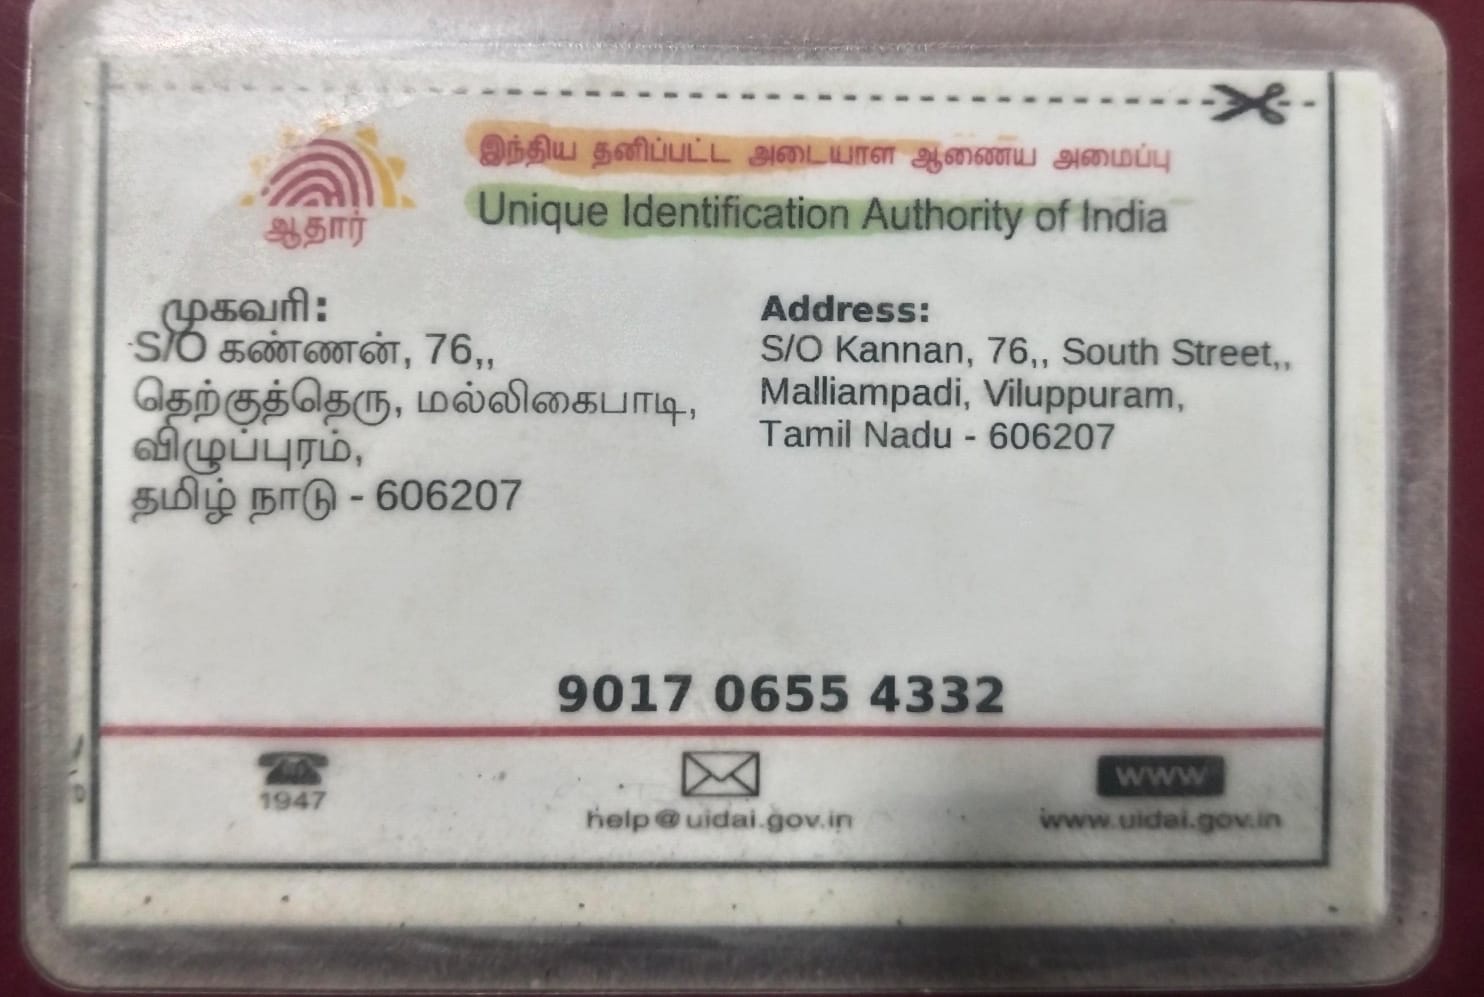 இந்திய தனிப்பட்ட அடையாள ஆணைய அமைப்பு
Unique Identification Authority of India
ஆதார்
முகவரி:
S/O கண்ணன், 76,,
தெற்குத்தெரு, மல்லிகைபாடி,
விழுப்புரம்,
தமிழ் நாடு - 606207
Address:
S/O Kannan, 76,, South Street,,
Malliampadi, Viluppuram,
Tamil Nadu - 606207
9017 0655 4332
1947
help@uidai.gov.in
www
www.uidai.gov.in